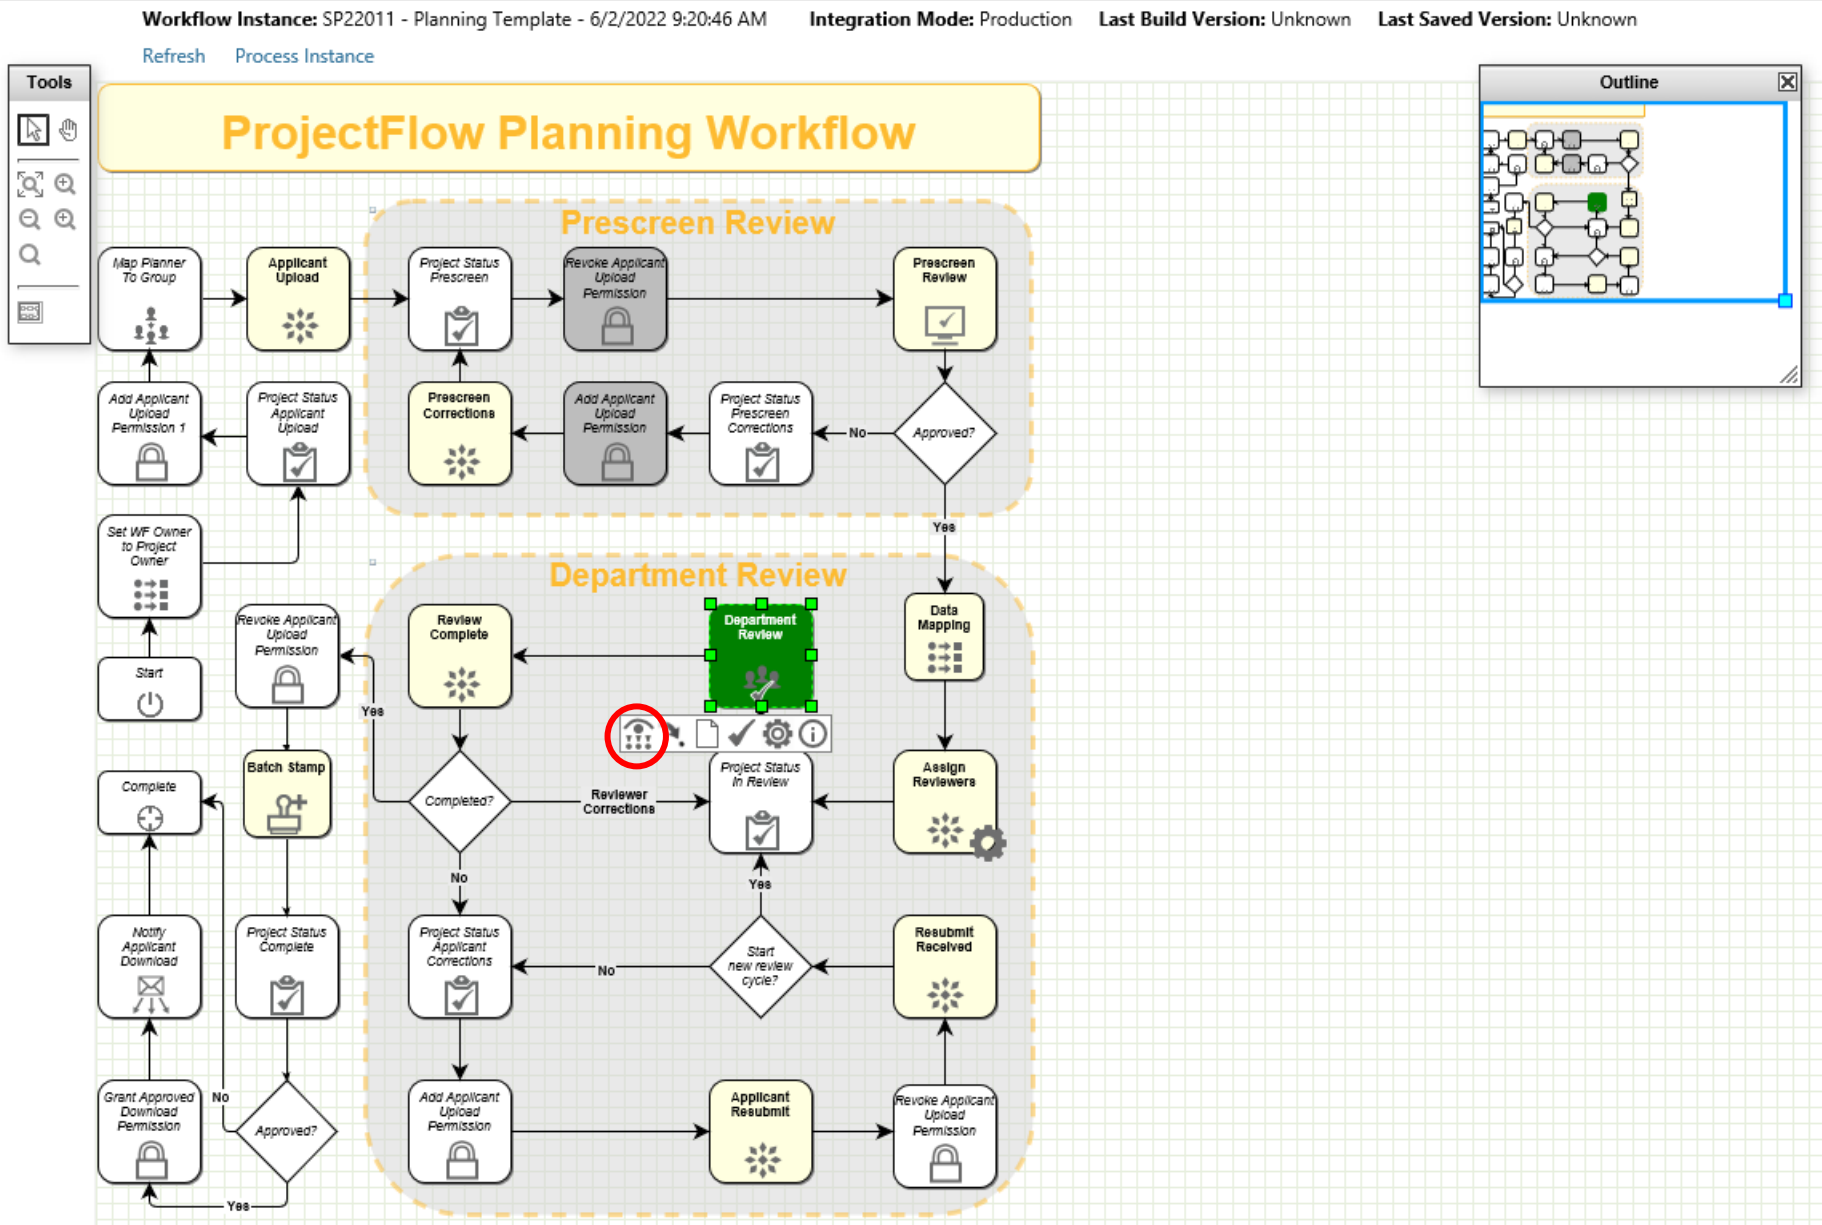 Workflow Instance: SP22011 - Planning Template - 6/2/2022 9:20:46 AM Integration Mode: Production Last Build Version: Unknown Last Saved Version: Unknown
Refresh Process Instance
Tools
Outline
ProjectFlow Planning Workflow
Prescreen Review
Map Planner
To Group
Applicant
Upload
Project Status
Prescreen
Revoke Applicant
Upload
Permission
Prescreen
Review
Add Applicant
Upload
Permission 1
Project Status
Applicant
Upload
Prescreen
Corrections
Add Applicant
Upload
Permission
Project Status
Prescreen
Corrections
No
Approved?
Set WF Owner
to Project
Owner
Yes
Department Review
Revoke Applicant
Upload
Permission
Review
Complete
Department
Review
Data
Mapping
Start
Yes
Batch Stamp
Complete
Completed?
Reviewer
Corrections
Project Status
In Review
Assign
Reviewers
No
Yes
Notify
Applicant
Download
Project Status
Complete
Project Status
Applicant
Corrections
No
Start
new review
cycle?
Resubmit
Received
Grant Approved
Download
Permission
No
Approved?
Add Applicant
Upload
Permission
Applicant
Resubmit
Revoke Applicant
Upload
Permission
Yes